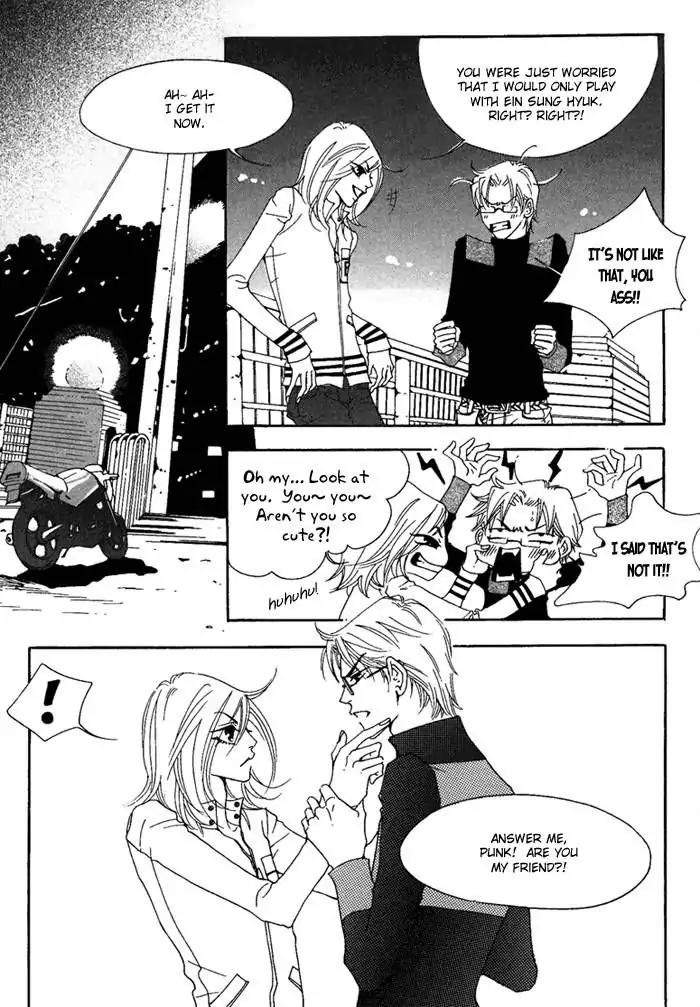 AH~ AH-
I GET IT
NOW.
YOU WERE JUST WORRIED
THAT I WOULD ONLY PLAY
WITH EIN SUNG HYUK.
RIGHT? RIGHT?!
IT'S NOT LIKE
THAT, YOU
ASS!!
Oh my... Look at
you. You~ you~
Aren't you so
cute?!
huhuhu!
I SAID THAT'S
NOT IT!!
!
ANSWER ME,
PUNK! ARE YOU
MY FRIEND?!